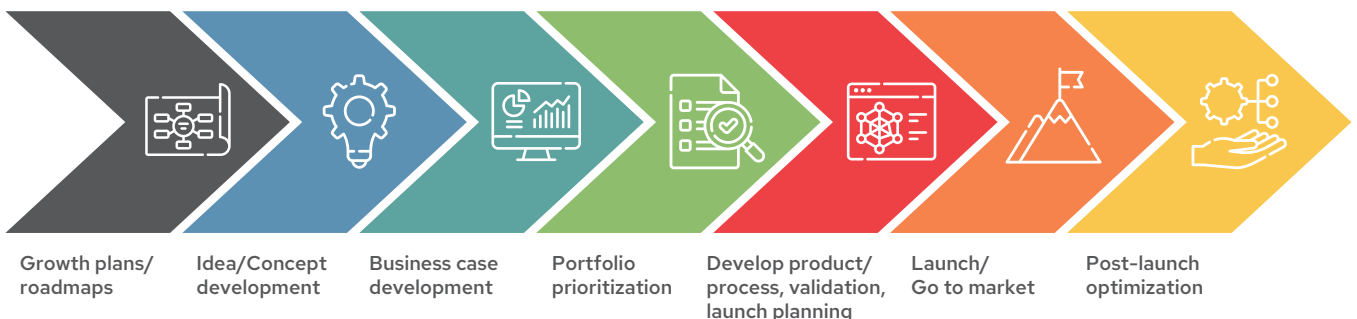 Growth plans/
roadmaps
Idea/Concept
development
Business case
development
Portfolio
prioritization
Develop product/
process, validation,
launch planning
Launch/
Go to market
Post-launch
optimization